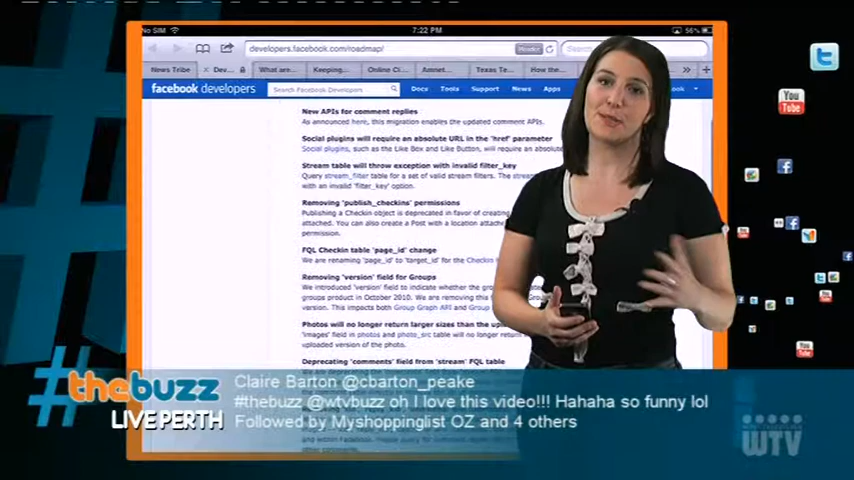 No SIM
7:22 PM
56%
developers.facebook.com/roadmap/
Reader
Search
News Tribe
Dev...
What are...
Keeping...
Online Ci...
Amnet...
Texas Te...
How the...
facebook developers
Search Facebook Developers
Docs
Tools
Support
News
Apps
New APIs for comment replies
As announced here, this migration enables the updated comment APIs.
Social plugins will require an absolute URL in the 'href' parameter
Social plugins, such as the Like Box and Like Button, will require an
Stream table will throw exception with invalid filter_key
Query stream_filter table for a set of valid stream filters. The
with an invalid 'filter_key' option.
Removing 'publish_checkins' permissions
Publishing a Checkin object is deprecated in favor of creating
attached. You can also create a Post with a location
permission.
FQL Checkin table 'page_id' change
We are renaming 'page_id' to 'target_id' for the Checkin
Removing 'version' field for Groups
We introduced 'version' field to indicate whether the
groups product in October 2010. We are removing this
version. This impacts both Group Graph API and Group
Photos will no longer return larger sizes than the
'images' field in photos and photo_src table will no longer
uploaded version of the photo.
Deprecating 'comments' field from 'stream' FQL table
You
Tube
#thebuzz
LIVE PERTH
Claire Barton @cbarton_peake
#thebuzz @wtvbuzz oh I love this video!!! Hahaha so funny lol
Followed by Myshoppinglist OZ and 4 others
WTV